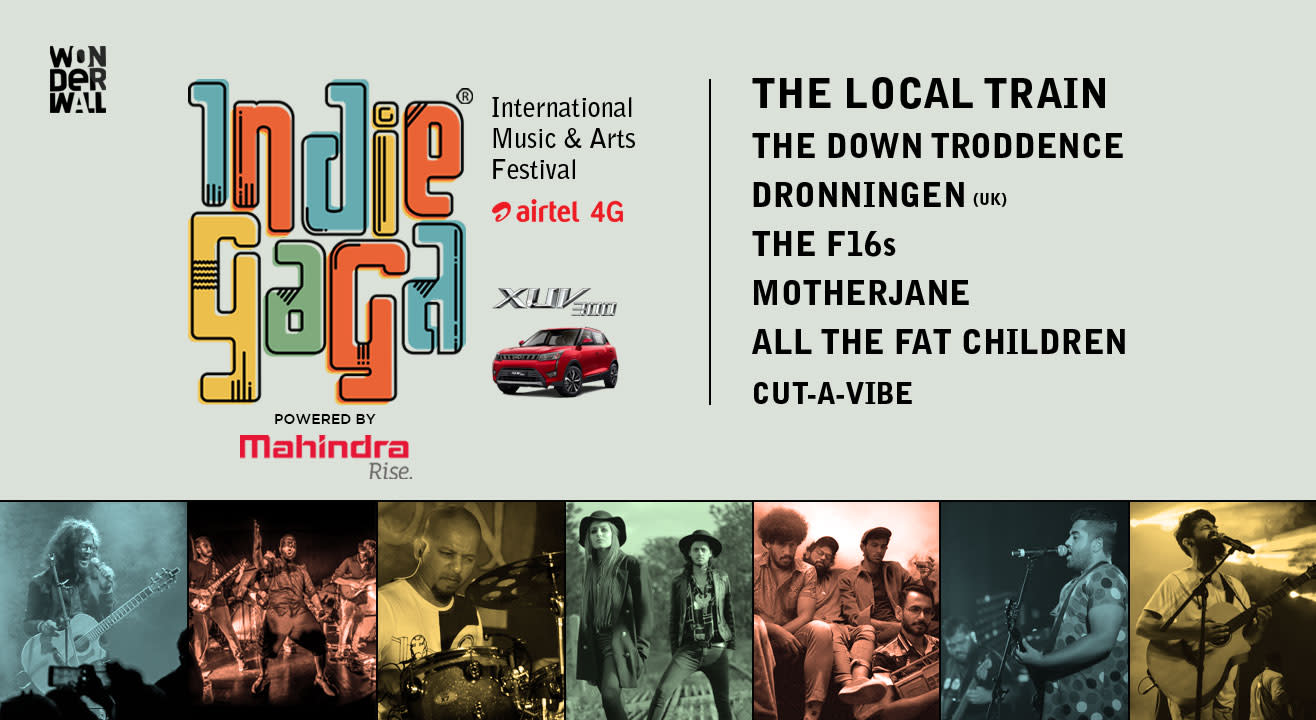 WON
DER
WALL
Indie
gaga®
International
Music & Arts
Festival
airtel 4G
XUV300
POWERED BY
Mahindra
Rise.
THE LOCAL TRAIN
THE DOWN TRODDENCE
DRONNINGEN (UK)
THE F16s
MOTHERJANE
ALL THE FAT CHILDREN
CUT-A-VIBE